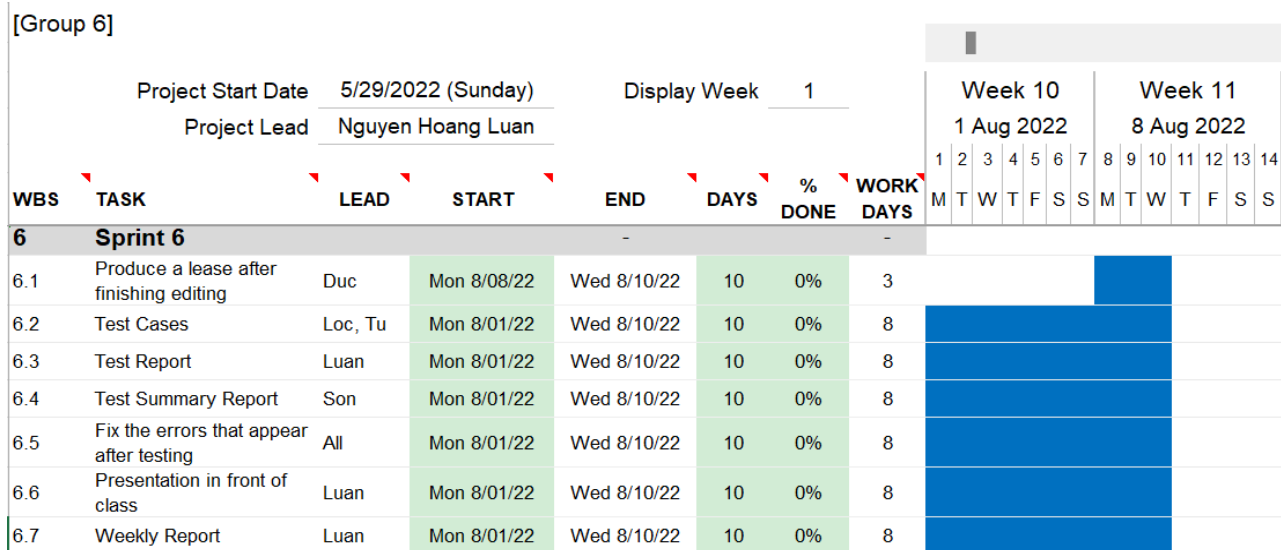 [Group 6]
Project Start Date 5/29/2022 (Sunday) Display Week 1 Week 10 Week 11
Project Lead Nguyen Hoang Luan 1 Aug 2022 8 Aug 2022
1 2 3 4 5 6 7 8 9 10 11 12 13 14
WBS TASK LEAD START END DAYS % DONE WORK DAYS M T W T F S S M T W T F S S
6 Sprint 6 - -
6.1 Produce a lease after finishing editing Duc Mon 8/08/22 Wed 8/10/22 10 0% 3
6.2 Test Cases Loc, Tu Mon 8/01/22 Wed 8/10/22 10 0% 8
6.3 Test Report Luan Mon 8/01/22 Wed 8/10/22 10 0% 8
6.4 Test Summary Report Son Mon 8/01/22 Wed 8/10/22 10 0% 8
6.5 Fix the errors that appear after testing All Mon 8/01/22 Wed 8/10/22 10 0% 8
6.6 Presentation in front of class Luan Mon 8/01/22 Wed 8/10/22 10 0% 8
6.7 Weekly Report Luan Mon 8/01/22 Wed 8/10/22 10 0% 8